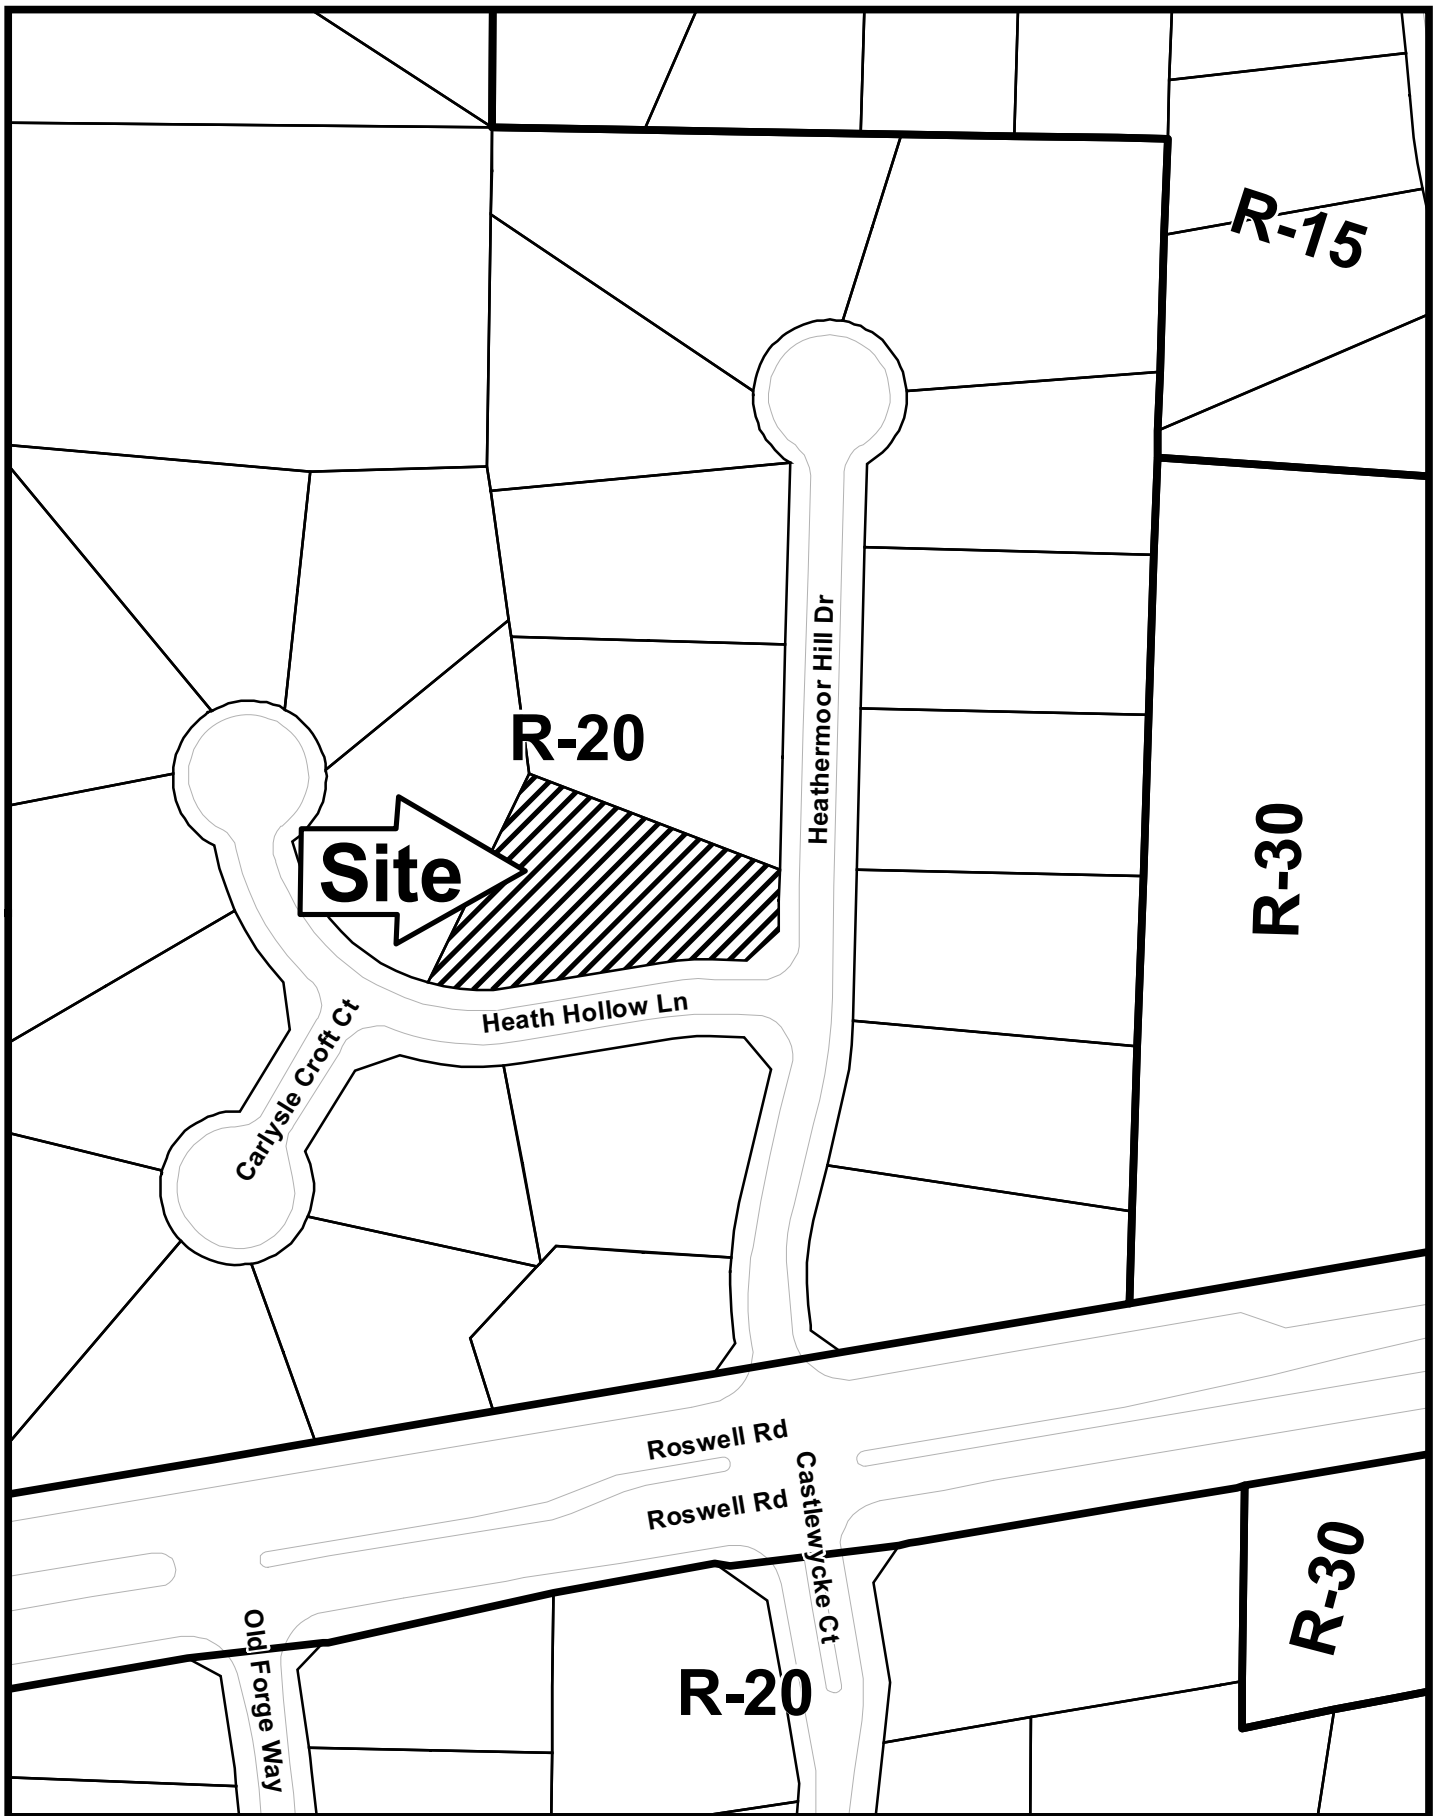 R-15
Heathermoor Hill Dr
R-20
R-30
Site
Heath Hollow Ln
Carlysle Croft Ct
Roswell Rd
Roswell Rd
Castlewycke Ct
R-30
Old Forge Way
R-20